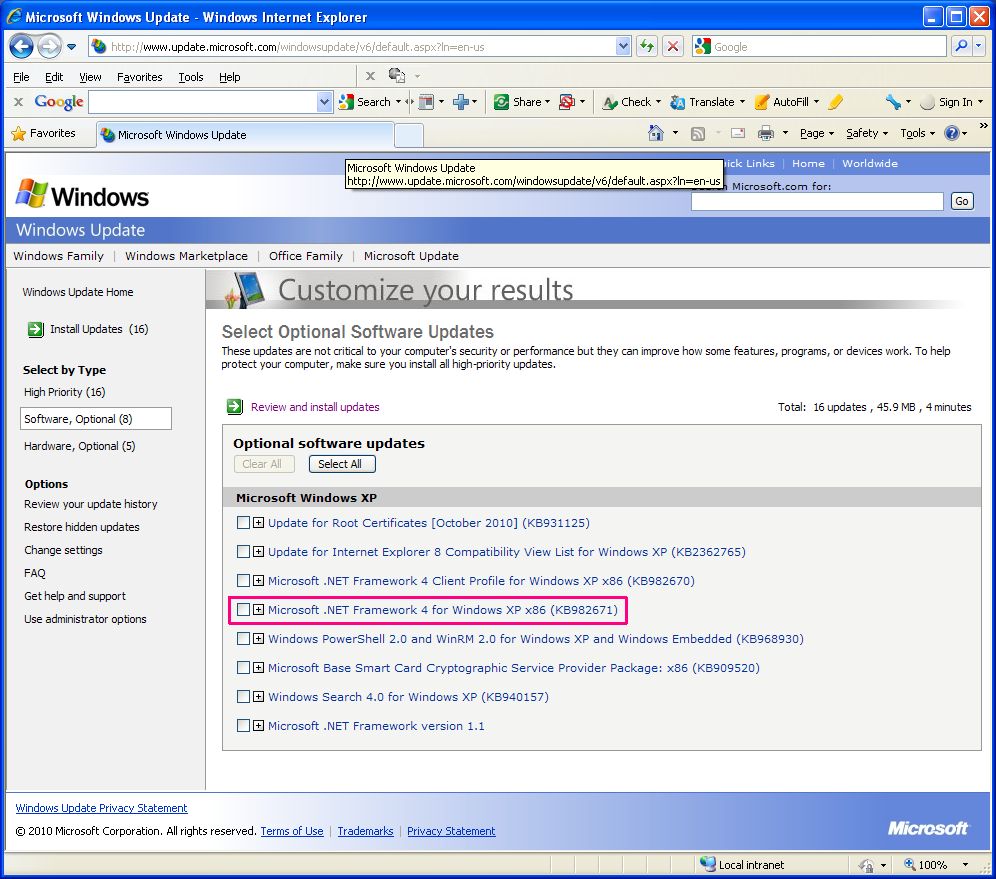 Microsoft Windows Update - Windows Internet Explorer
http://www.update.microsoft.com/windowsupdate/v6/default.aspx?ln=en-us
Google
File Edit View Favorites Tools Help
Google Search Share Check Translate AutoFill Sign In
Favorites Microsoft Windows Update Page Safety Tools
Microsoft Windows Update
http://www.update.microsoft.com/windowsupdate/v6/default.aspx?ln=en-us
Links | Home | Worldwide
Microsoft.com for:
Go
Windows
Windows Update
Windows Family | Windows Marketplace | Office Family | Microsoft Update
Windows Update Home
Install Updates (16)
Select by Type
High Priority (16)
Software, Optional (8)
Hardware, Optional (5)
Options
Review your update history
Restore hidden updates
Change settings
FAQ
Get help and support
Use administrator options
Customize your results
Select Optional Software Updates
These updates are not critical to your computer's security or performance but they can improve how some features, programs, or devices work. To help
protect your computer, make sure you install all high-priority updates.
Review and install updates
Total: 16 updates , 45.9 MB , 4 minutes
Optional software updates
Clear All Select All
Microsoft Windows XP
Update for Root Certificates [October 2010] (KB931125)
Update for Internet Explorer 8 Compatibility View List for Windows XP (KB2362765)
Microsoft .NET Framework 4 Client Profile for Windows XP x86 (KB982670)
Microsoft .NET Framework 4 for Windows XP x86 (KB982671)
Windows PowerShell 2.0 and WinRM 2.0 for Windows XP and Windows Embedded (KB968930)
Microsoft Base Smart Card Cryptographic Service Provider Package: x86 (KB909520)
Windows Search 4.0 for Windows XP (KB940157)
Microsoft .NET Framework version 1.1
Windows Update Privacy Statement
© 2010 Microsoft Corporation. All rights reserved. Terms of Use | Trademarks | Privacy Statement
Microsoft
Local intranet
100%